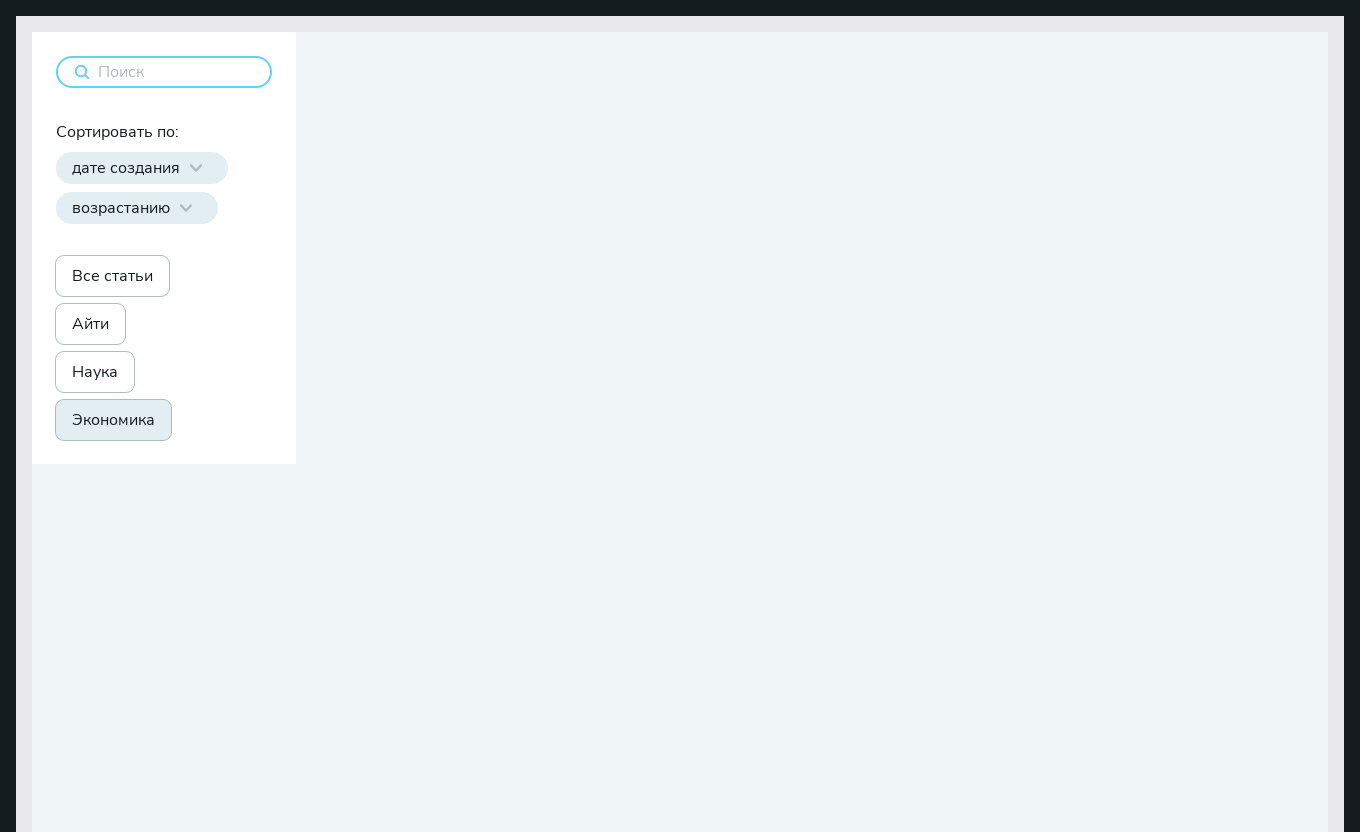 Поиск
Сортировать по:
дате создания
возрастанию
Все статьи
Айти
Наука
Экономика